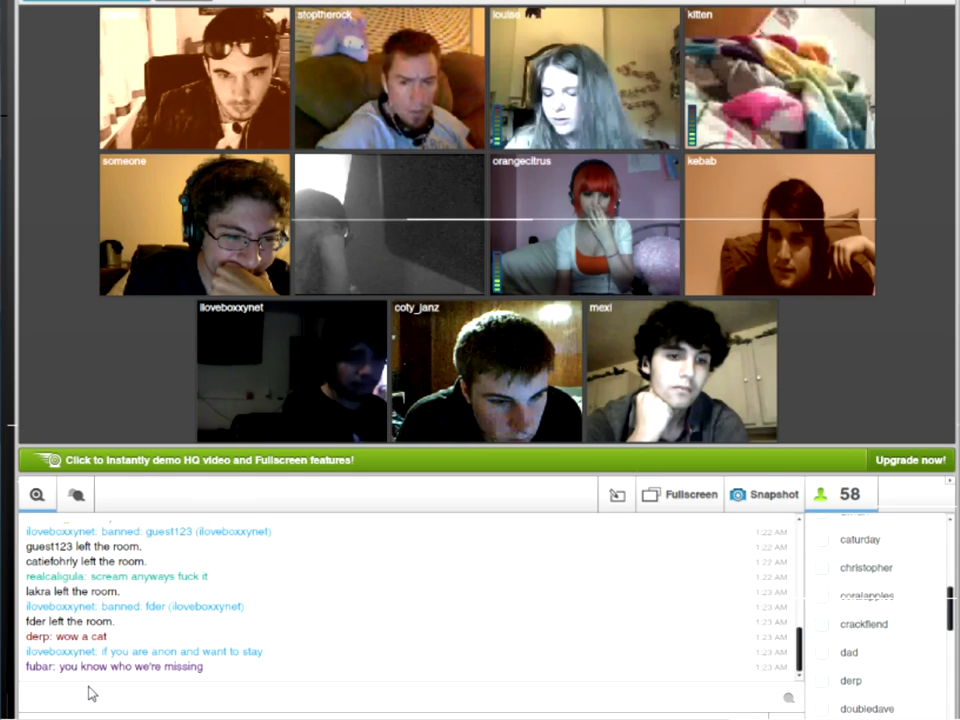 stoptherock
louise
kitten
someone
orangecitrus
kebab
iloveboxxynet
coty_janz
mexi
Click to instantly demo HQ video and Fullscreen features!
Upgrade now!
Fullscreen
Snapshot
58
iloveboxxynet: banned: guest123 (iloveboxxynet) 1:22 AM
guest123 left the room. 1:22 AM
catiefohrly left the room. 1:22 AM
realcaligula: scream anyways fuck it 1:22 AM
lakra left the room. 1:23 AM
iloveboxxynet: banned: fder (iloveboxxynet) 1:23 AM
fder left the room. 1:23 AM
derp: wow a cat 1:23 AM
iloveboxxynet: if you are anon and want to stay 1:23 AM
fubar: you know who we're missing 1:23 AM
caturday
christopher
coralapples
crackfiend
dad
derp
doubledave